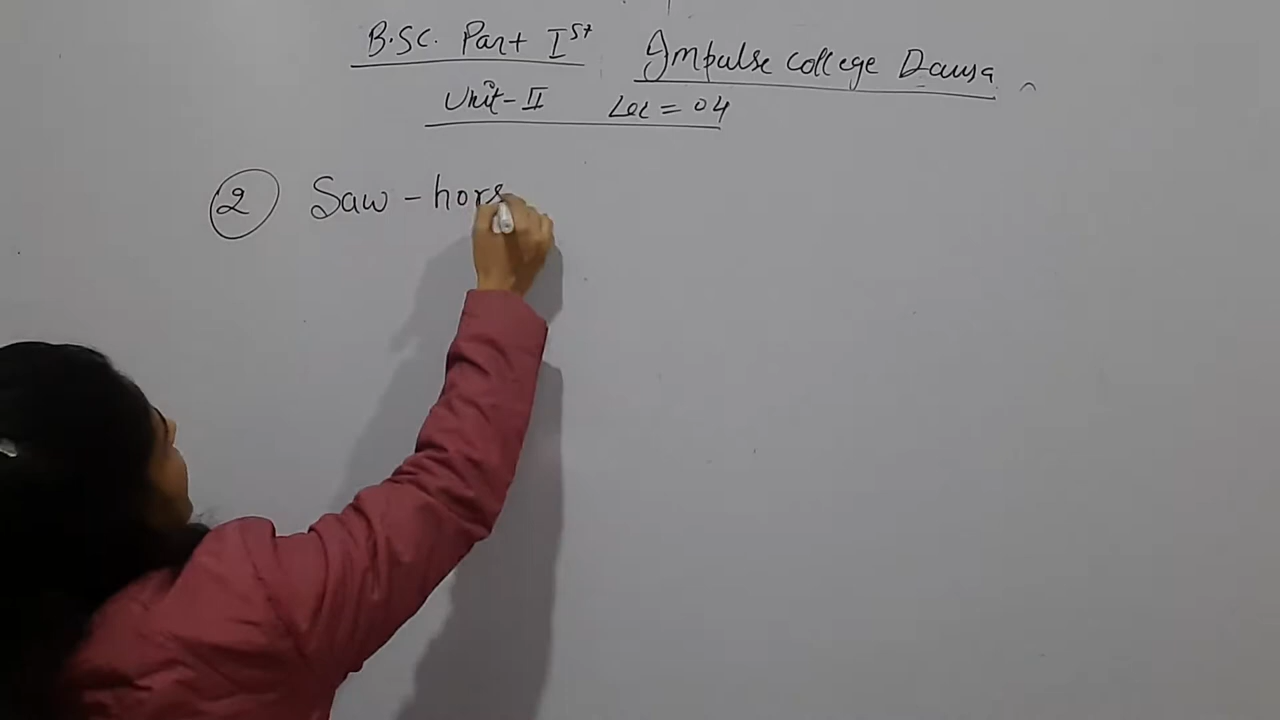 B.SC. Part Ist Impulse college Dausa
Unit-II Lec = 04
2 Saw-hors